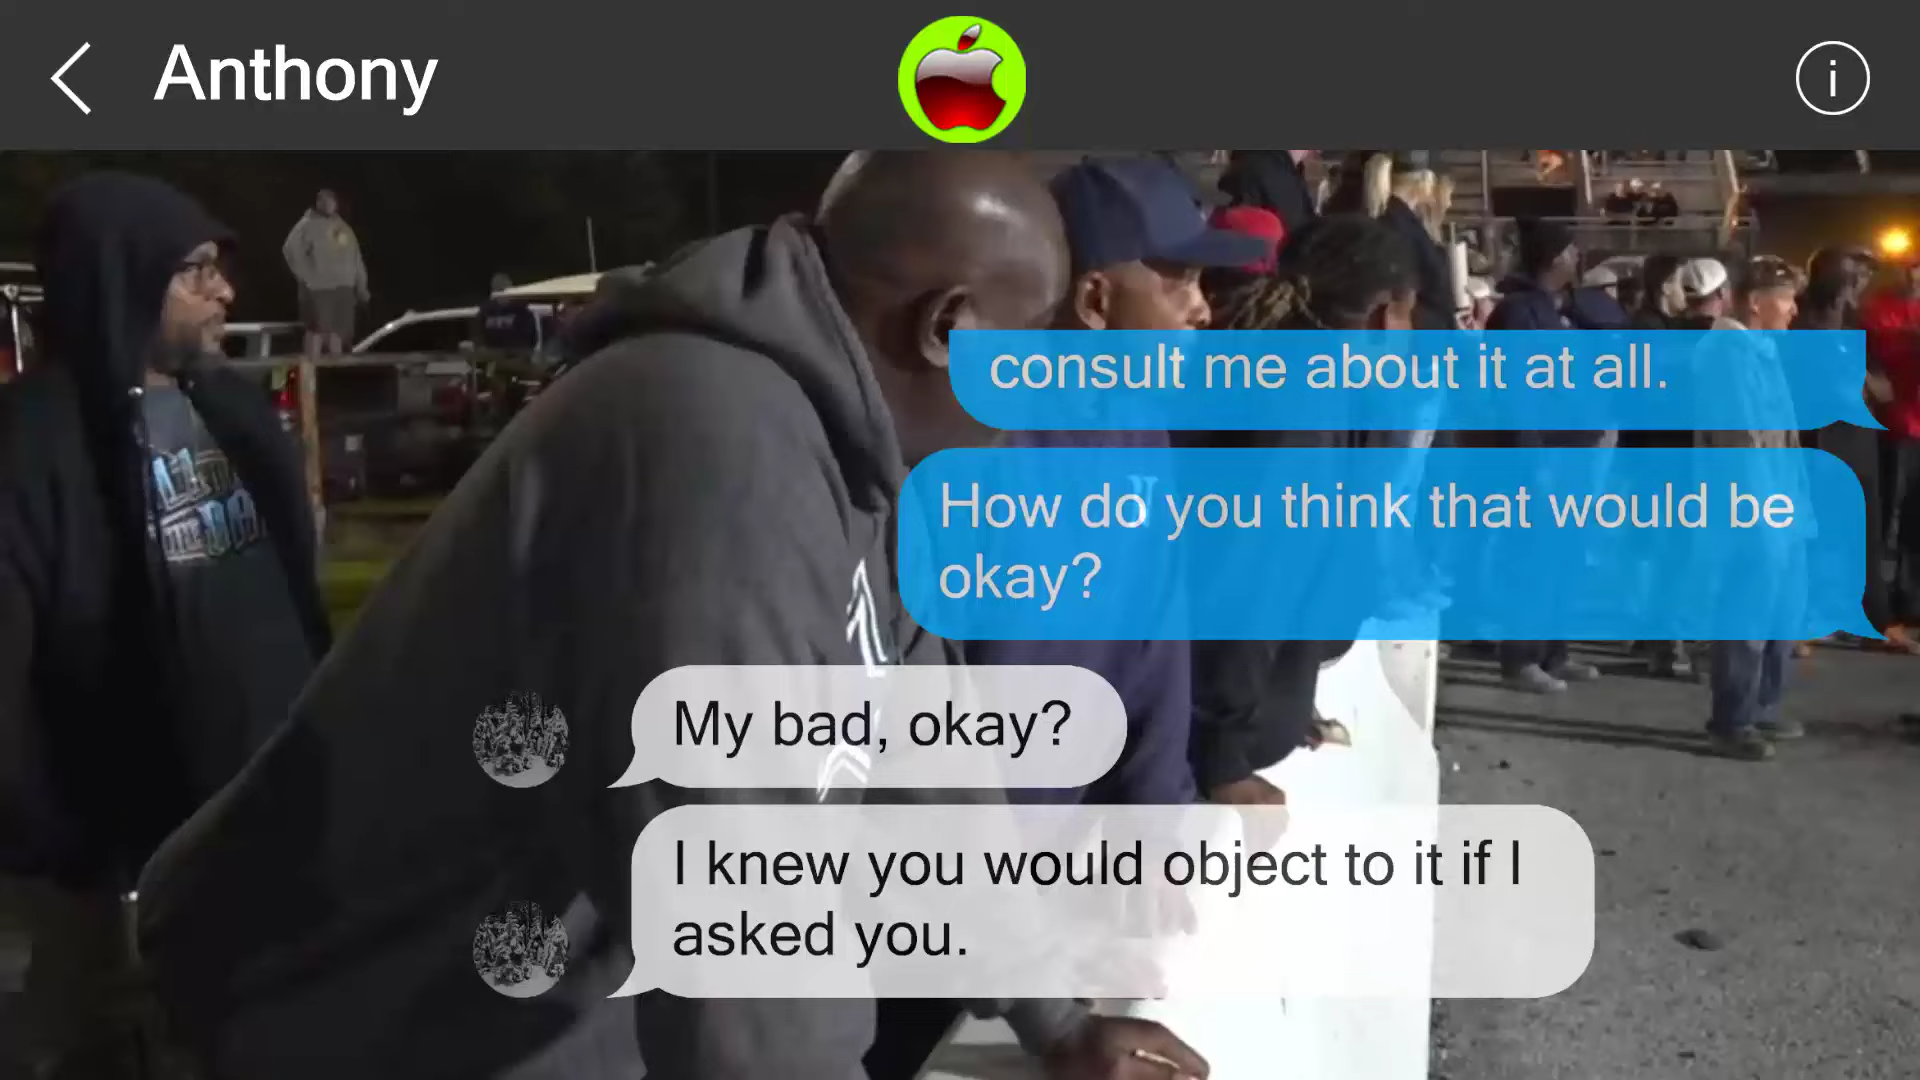 Anthony
consult me about it at all.
How do you think that would be
okay?
My bad, okay?
I knew you would object to it if I
asked you.